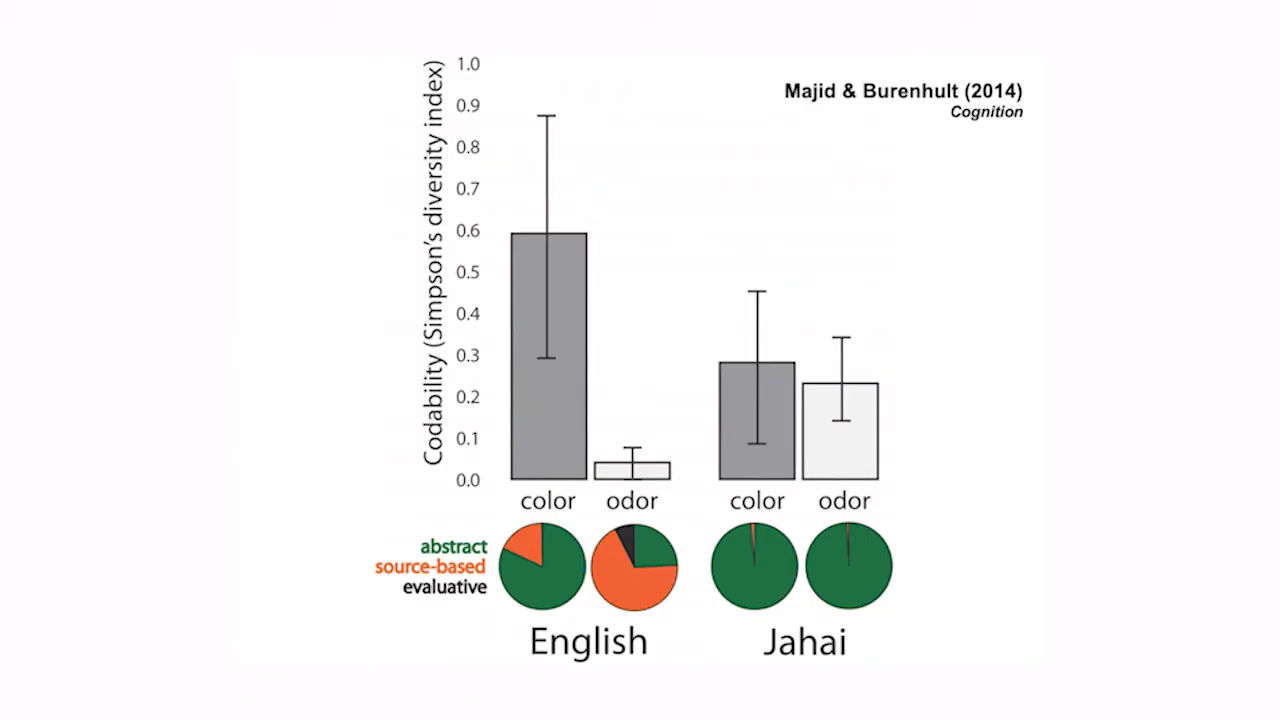 Codability (Simpson's diversity index)
1.0
0.9
0.8
0.7
0.6
0.5
0.4
0.3
0.2
0.1
0.0
Majid & Burenhult (2014)
Cognition
color odor color odor
abstract
source-based
evaluative
English Jahai